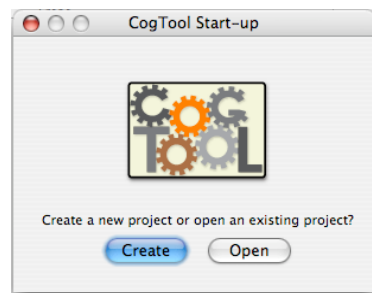 CogTool Start-up
COG
TOOL
Create a new project or open an existing project?
Create Open